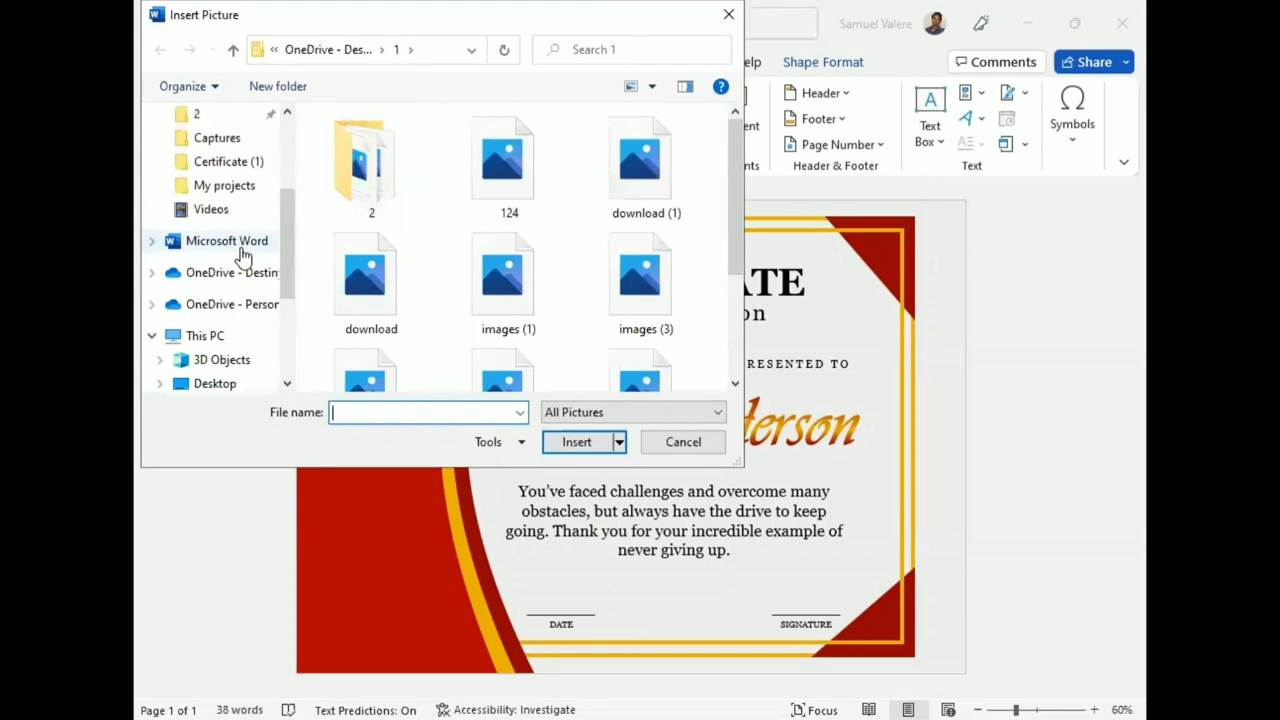 Insert Picture
Samuel Valere
« OneDrive - Des... › 1 ›
Search 1
elp
Shape Format
Comments
Share
Organize
New folder
Header
Footer
Page Number
Header & Footer
Text
Box
Text
Symbols
2
Captures
Certificate (1)
My projects
Videos
Microsoft Word
OneDrive - Destin
OneDrive - Person
This PC
3D Objects
Desktop
2
124
download (1)
download
images (1)
images (3)
File name:
All Pictures
Tools
Insert
Cancel
ATE
on
RESENTED TO
derson
You’ve faced challenges and overcome many
obstacles, but always have the drive to keep
going. Thank you for your incredible example of
never giving up.
DATE
SIGNATURE
Page 1 of 1
38 words
Text Predictions: On
Accessibility: Investigate
Focus
60%